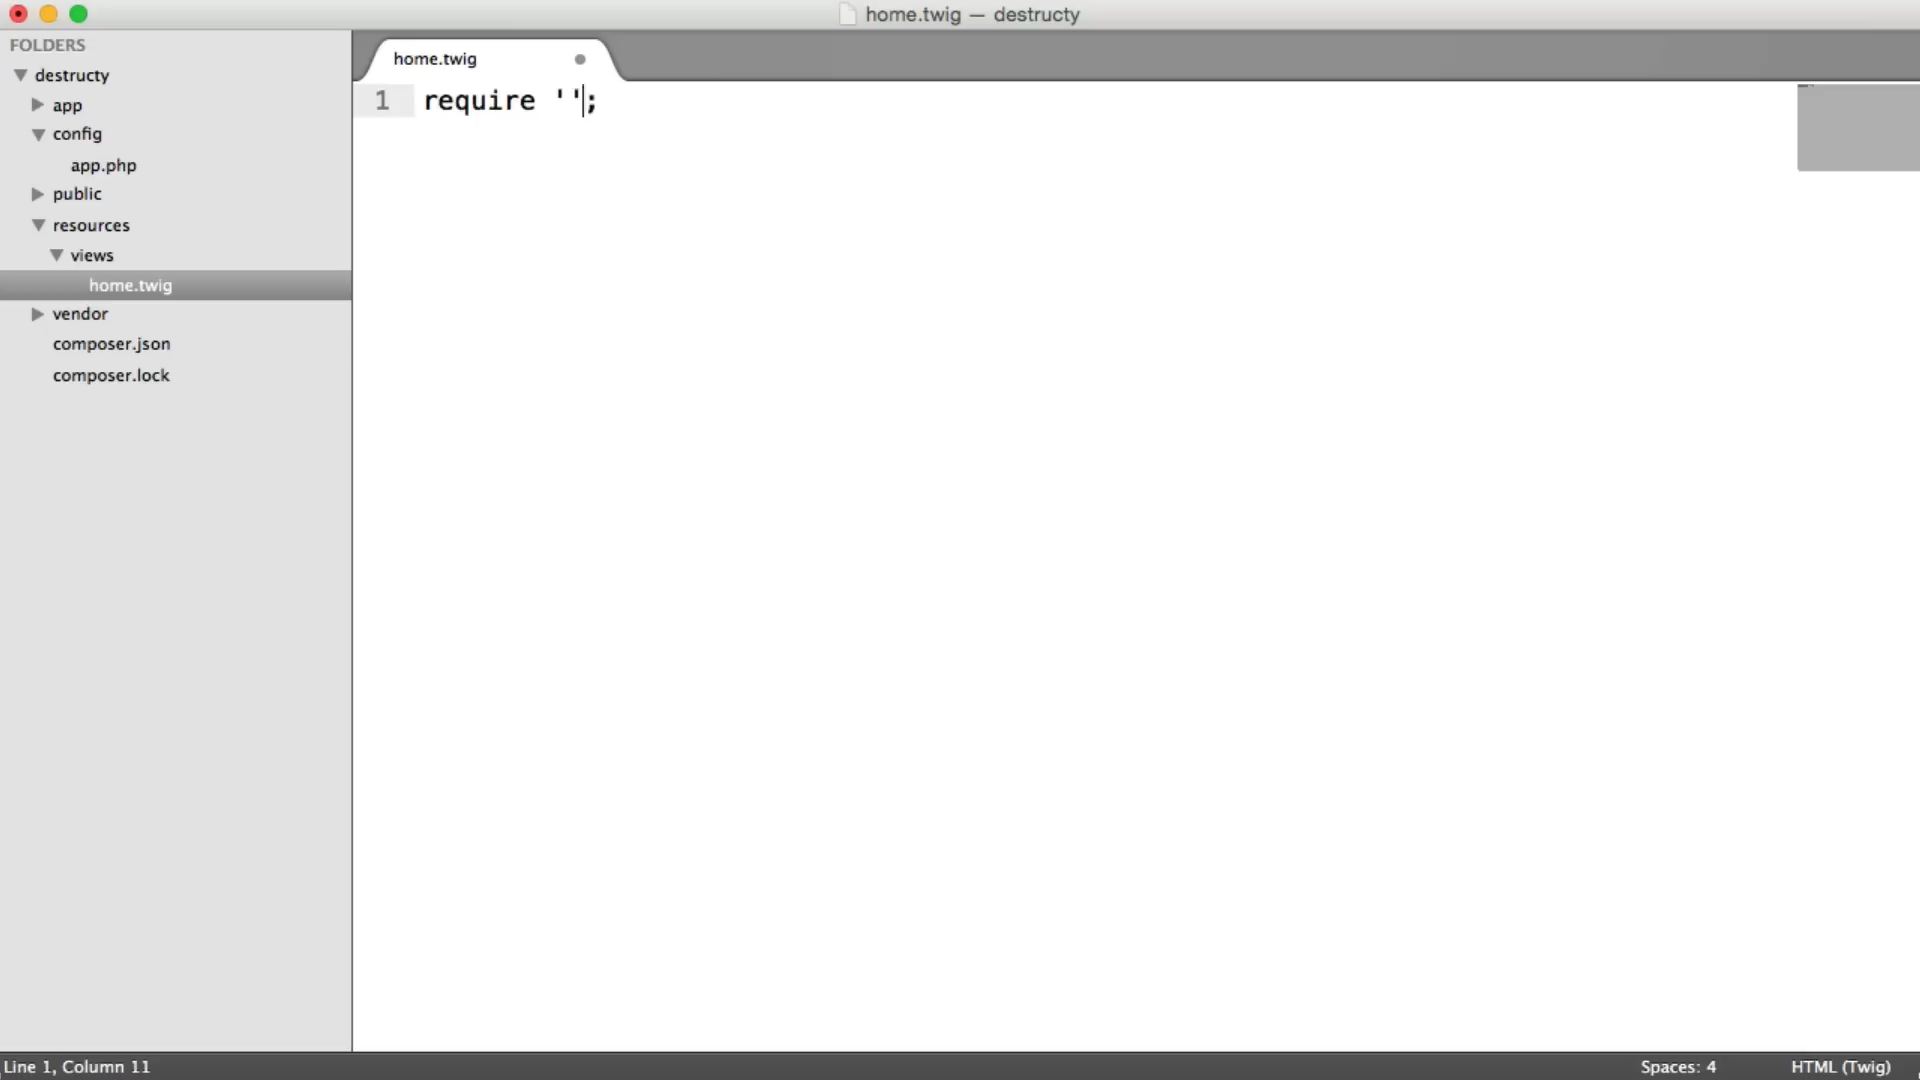 home.twig — destructy
FOLDERS
destructy
app
config
app.php
public
resources
views
home.twig
vendor
composer.json
composer.lock
home.twig
1 require '';
Line 1, Column 11
Spaces: 4
HTML (Twig)